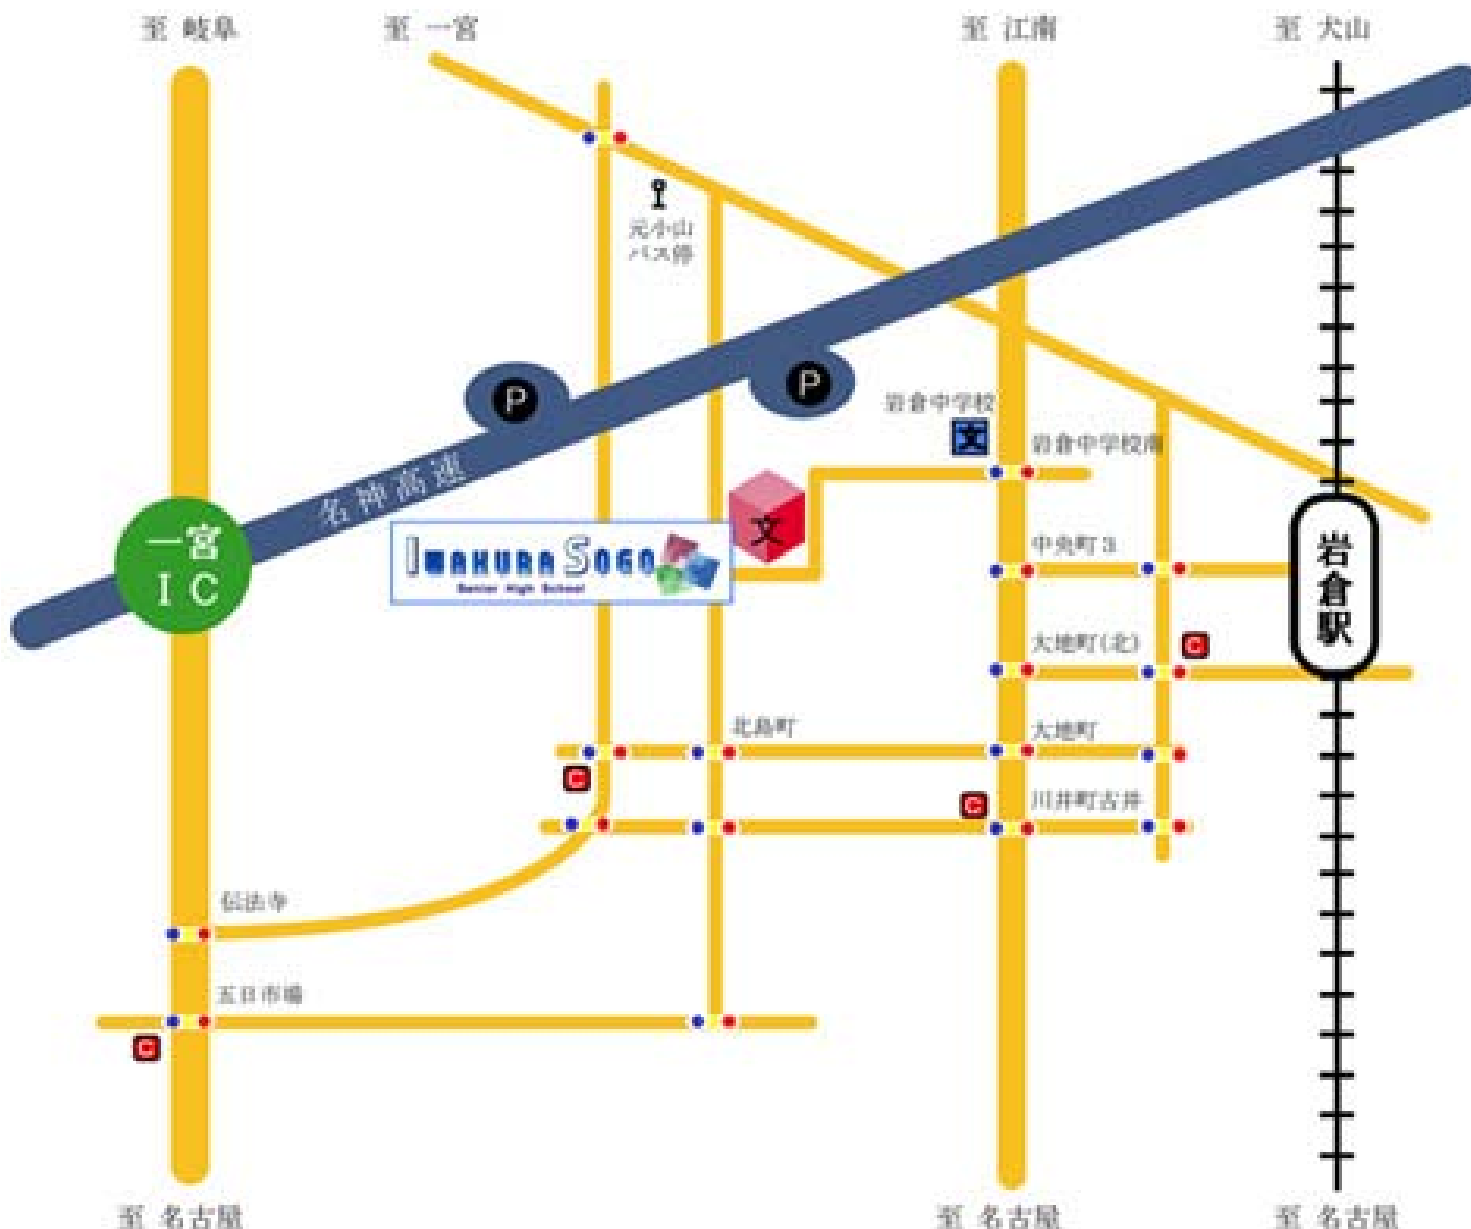 至 岐阜
至 一宮
至 江南
至 犬山
元小山
バス停
P
P
岩倉中学校
文
岩倉中学校南
名神高速
文
一宮
IC
IWAKURA SOGO
Senior High School
中央町3
岩倉駅
大地町(北)
C
北島町
大地町
C
C
川井町古井
伝法寺
五日市場
C
至 名古屋
至 名古屋
至 名古屋